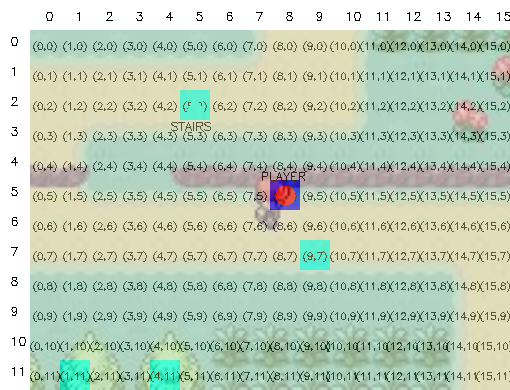 0 1 2 3 4 5 6 7 8 9 10 11 12 13 14 15
0 (0,0) (1,0) (2,0) (3,0) (4,0) (5,0) (6,0) (7,0) (8,0) (9,0) (10,0) (11,0) (12,0) (13,0) (14,0) (15,0)
1 (0,1) (1,1) (2,1) (3,1) (4,1) (5,1) (6,1) (7,1) (8,1) (9,1) (10,1) (11,1) (12,1) (13,1) (14,1) (15,1)
2 (0,2) (1,2) (2,2) (3,2) (4,2) (6,2) (7,2) (8,2) (9,2) (10,2) (11,2) (12,2) (13,2) (14,2) (15,2)
STAIRS
3 (0,3) (1,3) (2,3) (3,3) (4,3) (5,3) (6,3) (7,3) (8,3) (9,3) (10,3) (11,3) (12,3) (13,3) (14,3) (15,3)
4 (0,4) (1,4) (2,4) (3,4) (4,4) (5,4) (6,4) (7,4) (8,4) (9,4) (10,4) (11,4) (12,4) (13,4) (14,4) (15,4)
PLAYER
5 (0,5) (1,5) (2,5) (3,5) (4,5) (5,5) (6,5) (7,5) (9,5) (10,5) (11,5) (12,5) (13,5) (14,5) (15,5)
6 (0,6) (1,6) (2,6) (3,6) (4,6) (5,6) (6,6) (7,6) (8,6) (9,6) (10,6) (11,6) (12,6) (13,6) (14,6) (15,6)
7 (0,7) (1,7) (2,7) (3,7) (4,7) (5,7) (6,7) (7,7) (8,7) (9,7) (10,7) (11,7) (12,7) (13,7) (14,7) (15,7)
8 (0,8) (1,8) (2,8) (3,8) (4,8) (5,8) (6,8) (7,8) (8,8) (9,8) (10,8) (11,8) (12,8) (13,8) (14,8) (15,8)
9 (0,9) (1,9) (2,9) (3,9) (4,9) (5,9) (6,9) (7,9) (8,9) (9,9) (10,9) (11,9) (12,9) (13,9) (14,9) (15,9)
10 (0,10) (1,10) (2,10) (3,10) (4,10) (5,10) (6,10) (7,10) (8,10) (9,10) (10,10) (11,10) (12,10) (13,10) (14,10) (15,10)
11 (0,11) (1,11) (2,11) (3,11) (4,11) (5,11) (6,11) (7,11) (8,11) (9,11) (10,11) (11,11) (12,11) (13,11) (14,11) (15,11)